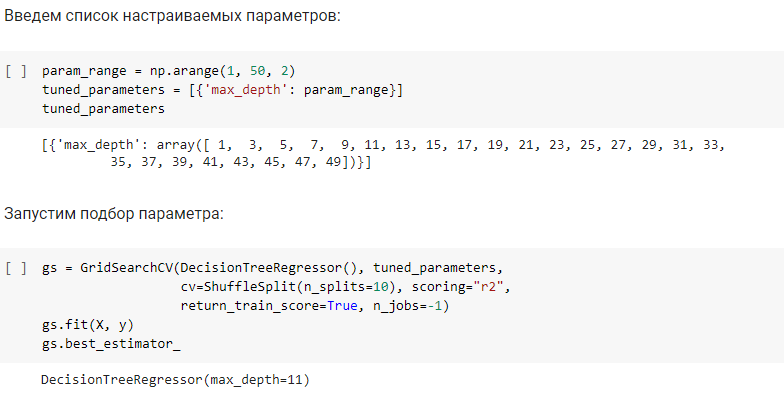 Введем список настраиваемых параметров:
[ ] param_range = np.arange(1, 50, 2)
tuned_parameters = [{'max_depth': param_range}]
tuned_parameters
[{'max_depth': array([ 1,  3,  5,  7,  9, 11, 13, 15, 17, 19, 21, 23, 25, 27, 29, 31, 33,
35, 37, 39, 41, 43, 45, 47, 49])}]
Запустим подбор параметра:
[ ] gs = GridSearchCV(DecisionTreeRegressor(), tuned_parameters,
cv=ShuffleSplit(n_splits=10), scoring="r2",
return_train_score=True, n_jobs=-1)
gs.fit(X, y)
gs.best_estimator_
DecisionTreeRegressor(max_depth=11)